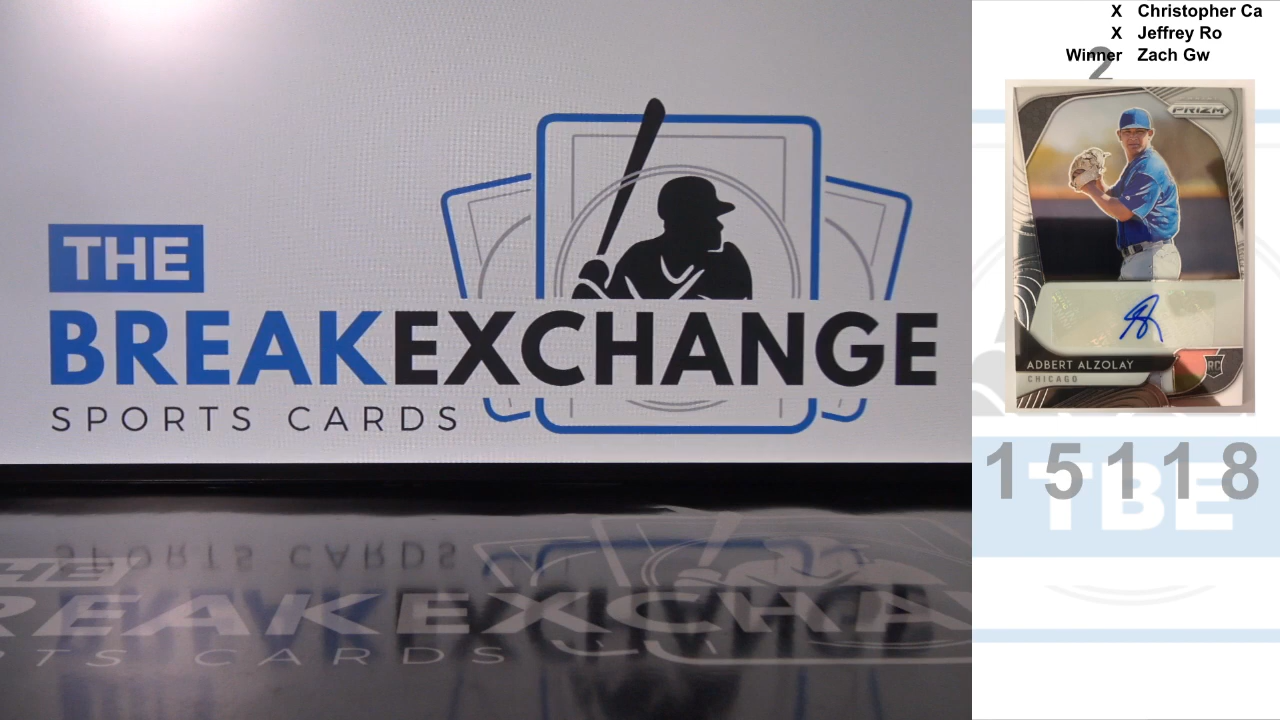 THE
BREAKEXCHANGE
SPORTS CARDS
X Christopher Ca
X Jeffrey Ro
Winner Zach Gw
2
PRIZM
ADBERT ALZOLAY
CHICAGO
RC
15118
TBE